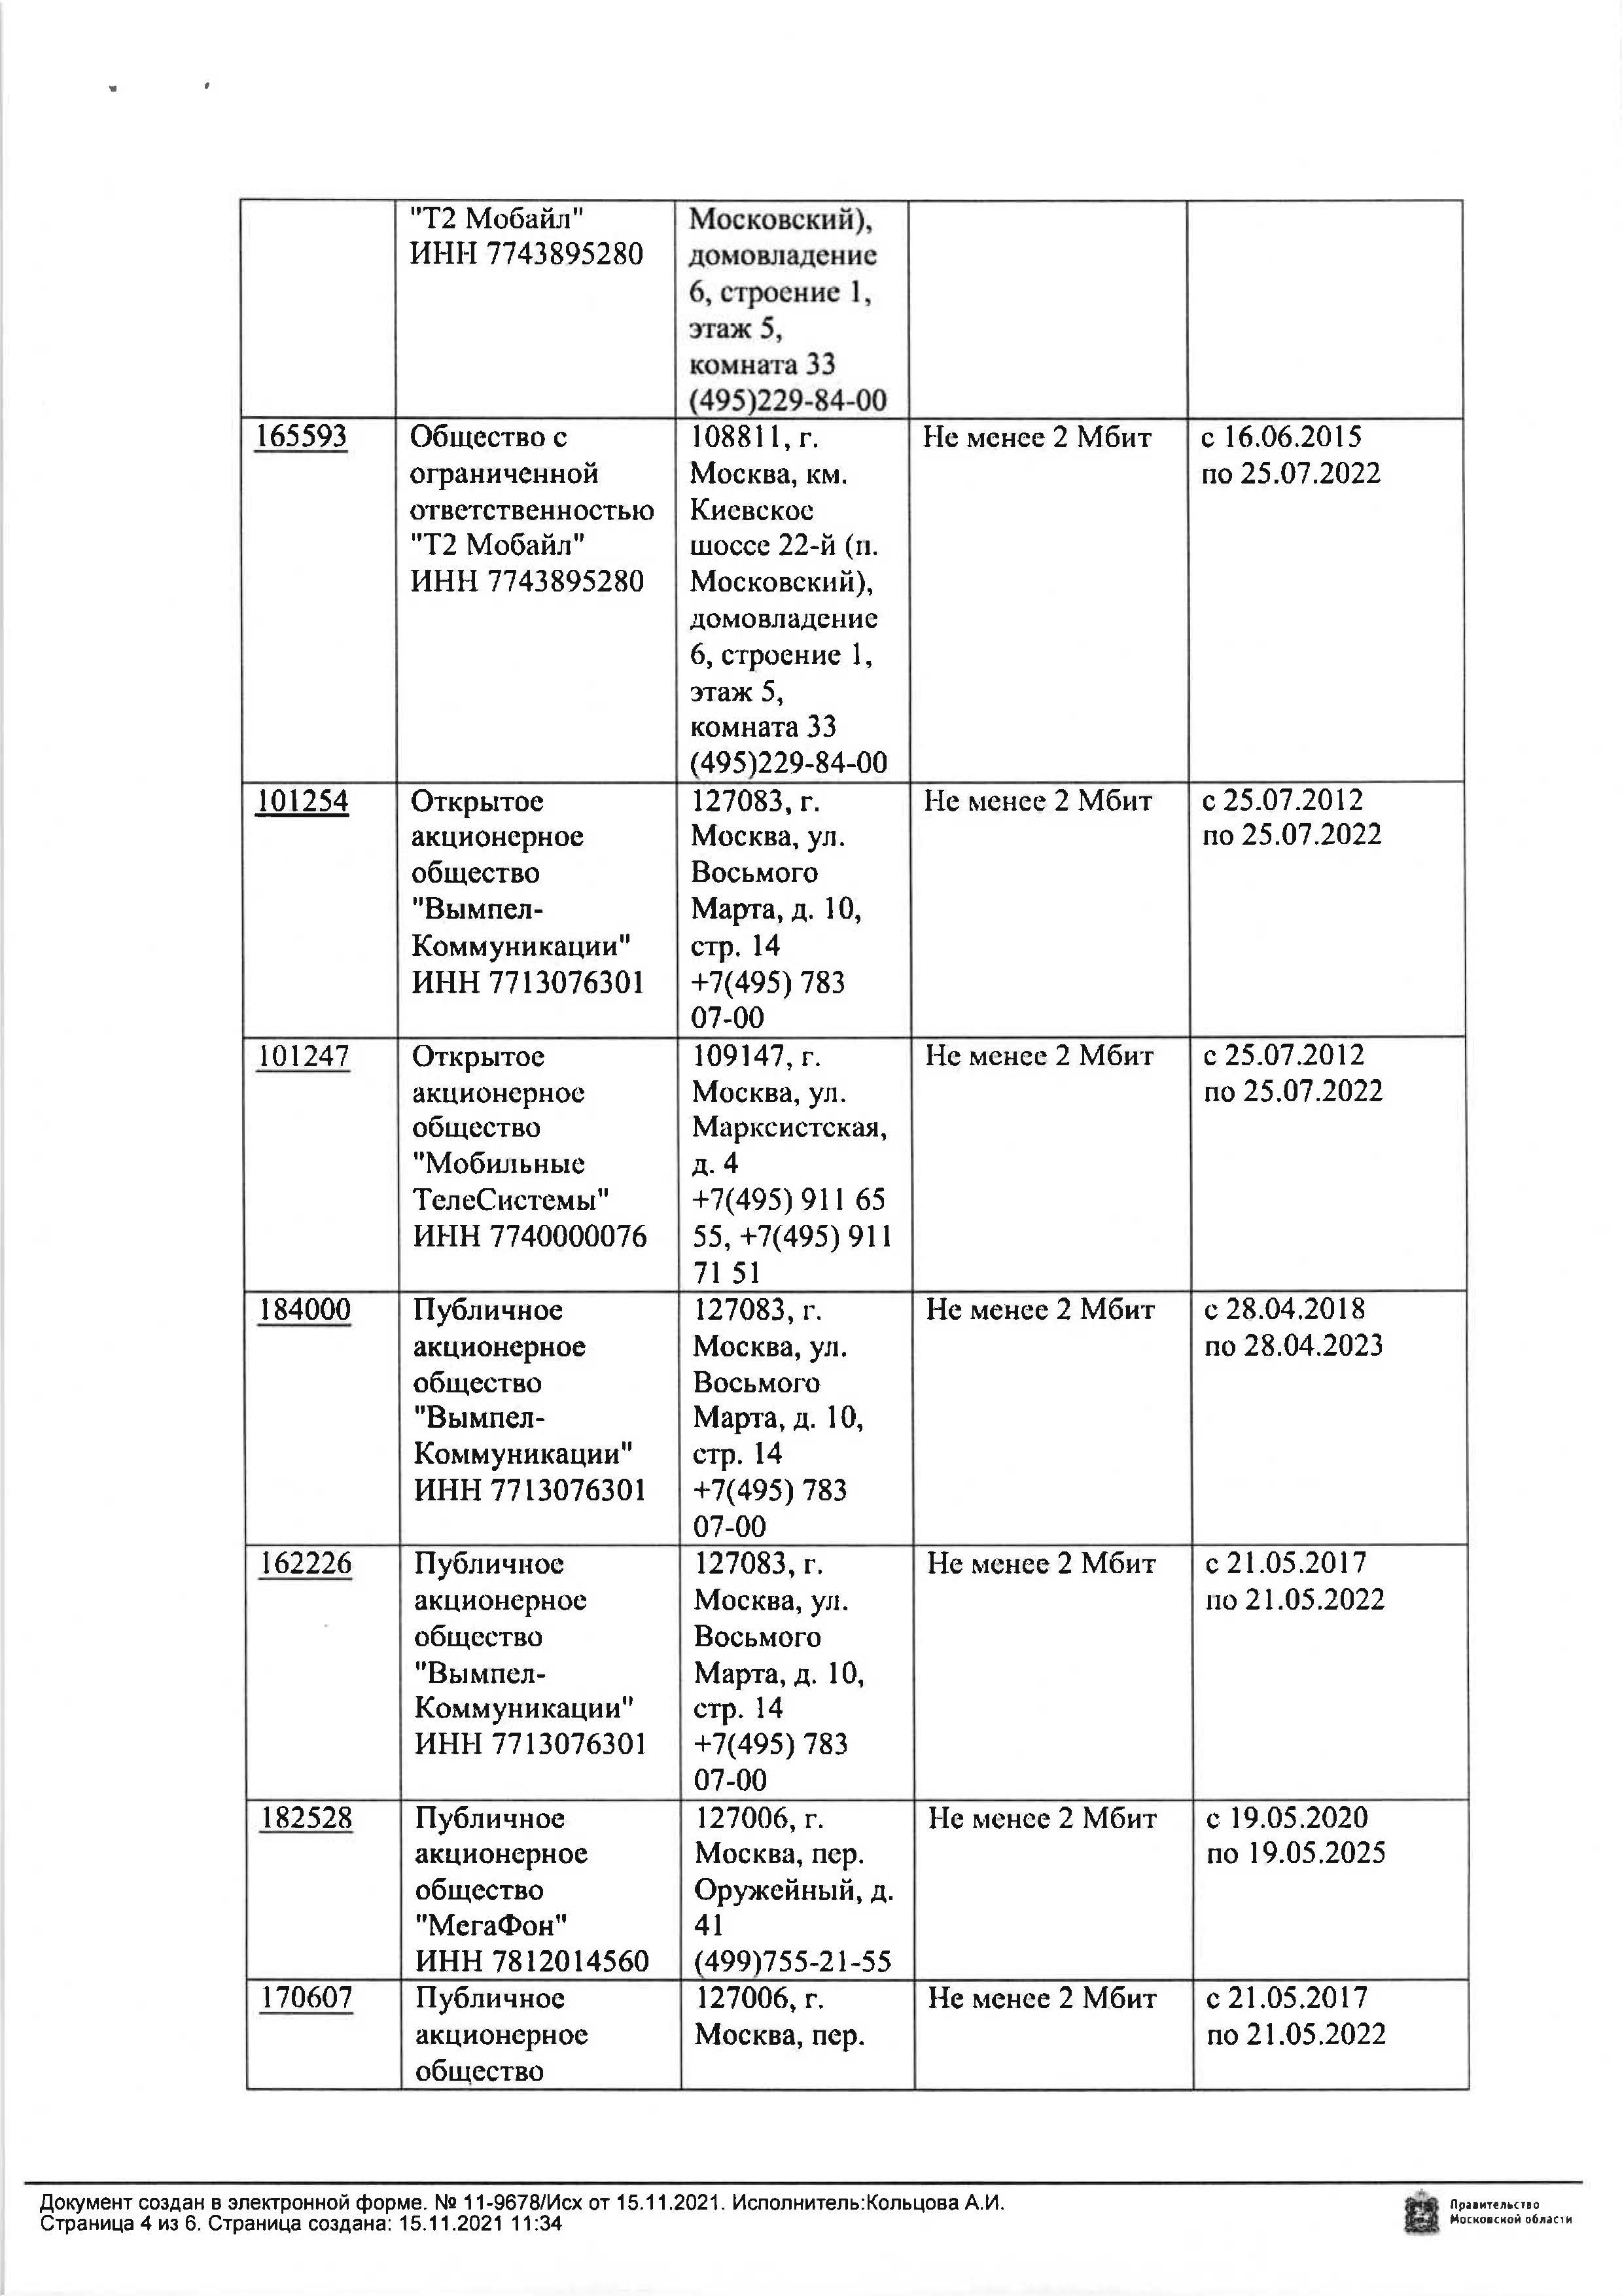 "Т2 Мобайл"
ИНН 7743895280
Московский),
домовладение
6, строение 1,
этаж 5,
комната 33
(495)229-84-00
165593
Общество с
ограниченной
ответственностью
"Т2 Мобайл"
ИНН 7743895280
108811, г.
Москва, км.
Киевское
шоссе 22-й (п.
Московский),
домовладение
6, строение 1,
этаж 5,
комната 33
(495)229-84-00
Не менее 2 Мбит
с 16.06.2015
по 25.07.2022
101254
Открытое
акционерное
общество
"Вымпел-
Коммуникации"
ИНН 7713076301
127083, г.
Москва, ул.
Восьмого
Марта, д. 10,
стр. 14
+7(495) 783
07-00
Не менее 2 Мбит
с 25.07.2012
по 25.07.2022
101247
Открытое
акционерное
общество
"Мобильные
ТелеСистемы"
ИНН 7740000076
109147, г.
Москва, ул.
Марксистская,
д. 4
+7(495) 911 65
55, +7(495) 911
71 51
Не менее 2 Мбит
с 25.07.2012
по 25.07.2022
184000
Публичное
акционерное
общество
"Вымпел-
Коммуникации"
ИНН 7713076301
127083, г.
Москва, ул.
Восьмого
Марта, д. 10,
стр. 14
+7(495) 783
07-00
Не менее 2 Мбит
с 28.04.2018
по 28.04.2023
162226
Публичное
акционерное
общество
"Вымпел-
Коммуникации"
ИНН 7713076301
127083, г.
Москва, ул.
Восьмого
Марта, д. 10,
стр. 14
+7(495) 783
07-00
Не менее 2 Мбит
с 21.05.2017
по 21.05.2022
182528
Публичное
акционерное
общество
"МегаФон"
ИНН 7812014560
127006, г.
Москва, пер.
Оружейный, д.
41
(499)755-21-55
Не менее 2 Мбит
с 19.05.2020
по 19.05.2025
170607
Публичное
акционерное
общество
127006, г.
Москва, пер.
Не менее 2 Мбит
с 21.05.2017
по 21.05.2022
Документ создан в электронной форме. № 11-9678/Исх от 15.11.2021. Исполнитель:Кольцова А.И.
Страница 4 из 6. Страница создана: 15.11.2021 11:34
Правительство
Московской области